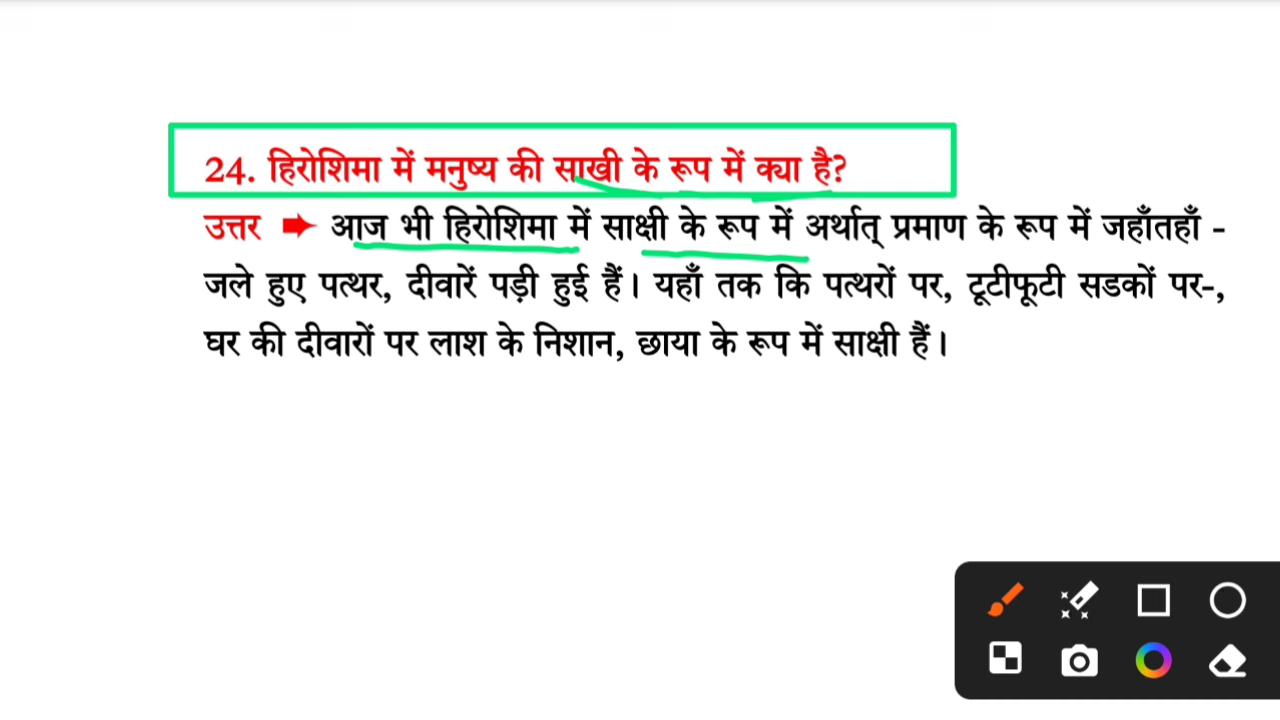 24. हिरोशिमा में मनुष्य की साखी के रूप में क्या है?
उत्तर ➨ आज भी हिरोशिमा में साक्षी के रूप में अर्थात् प्रमाण के रूप में जहाँतहाँ -
जले हुए पत्थर, दीवारें पड़ी हुई हैं। यहाँ तक कि पत्थरों पर, टूटीफूटी सडकों पर-,
घर की दीवारों पर लाश के निशान, छाया के रूप में साक्षी हैं।